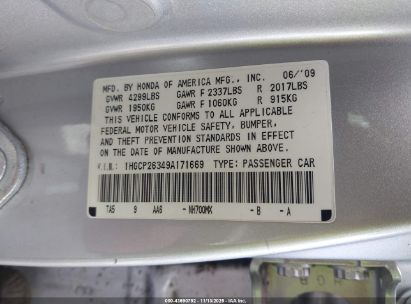 MFD. BY HONDA OF AMERICA MFG., INC. 06/'09
GVWR 4299LBS GAWR F 2337LBS R 2017LBS
GVWR 1950KG GAWR F 1060KG R 915KG
THIS VEHICLE CONFORMS TO ALL APPLICABLE
FEDERAL MOTOR VEHICLE SAFETY, BUMPER,
AND THEFT PREVENTION STANDARDS IN EFFECT
ON THE DATE OF MANUFACTURE SHOWN ABOVE.
V.I.N.: 1HGCP26349A171669 TYPE: PASSENGER CAR
TA5 9 AA6 -NH700MX -B -A